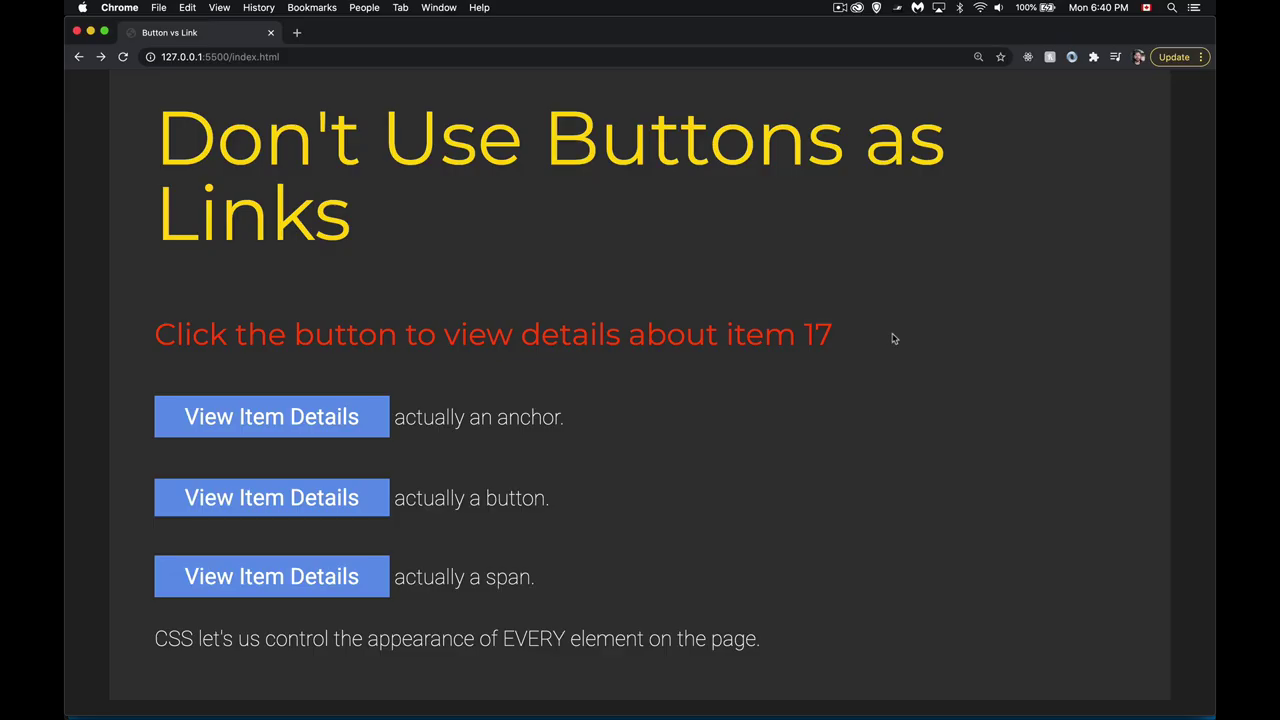 Chrome File Edit View History Bookmarks People Tab Window Help 100% Mon 6:40 PM
Button vs Link
127.0.0.1:5500/index.html Update
Don't Use Buttons as
Links
Click the button to view details about item 17
View Item Details actually an anchor.
View Item Details actually a button.
View Item Details actually a span.
CSS let's us control the appearance of EVERY element on the page.